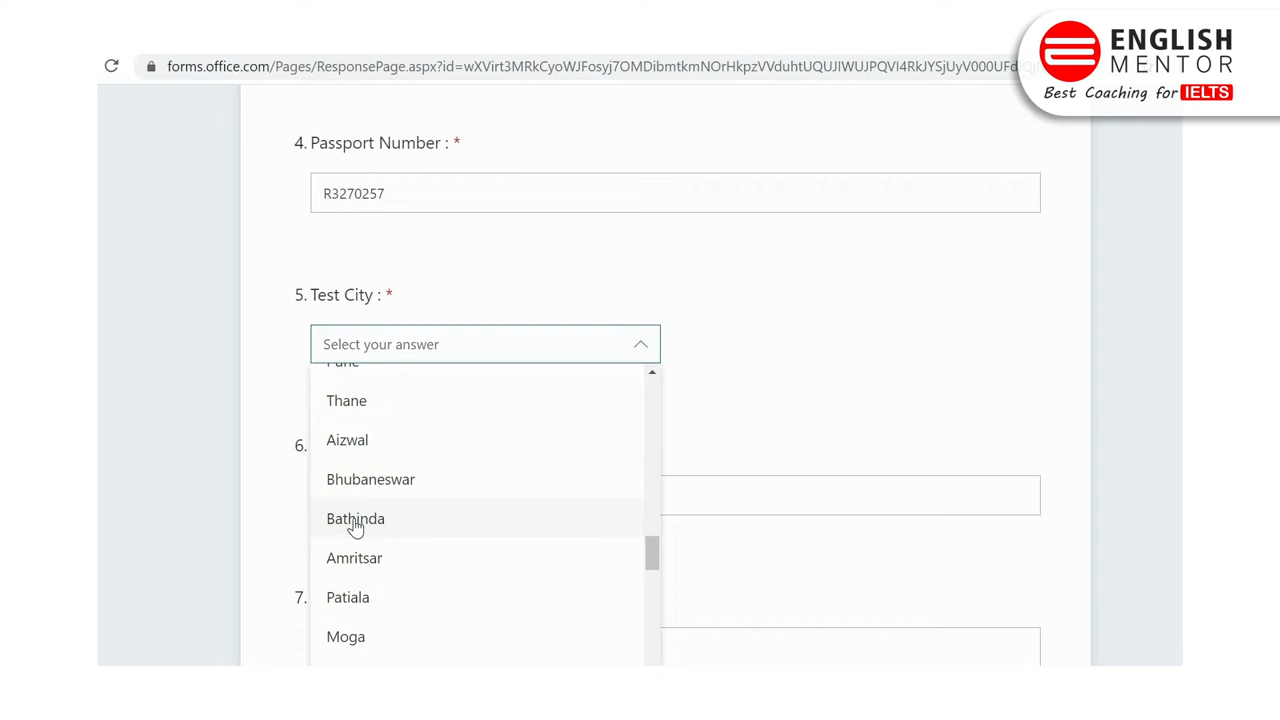 ENGLISH
MENTOR
Best Coaching for IELTS
forms.office.com/Pages/ResponsePage.aspx?id=
4. Passport Number : *
R3270257
5. Test City : *
Select your answer
Thane
Aizwal
6.
Bhubaneswar
Bathinda
Amritsar
7.
Patiala
Moga